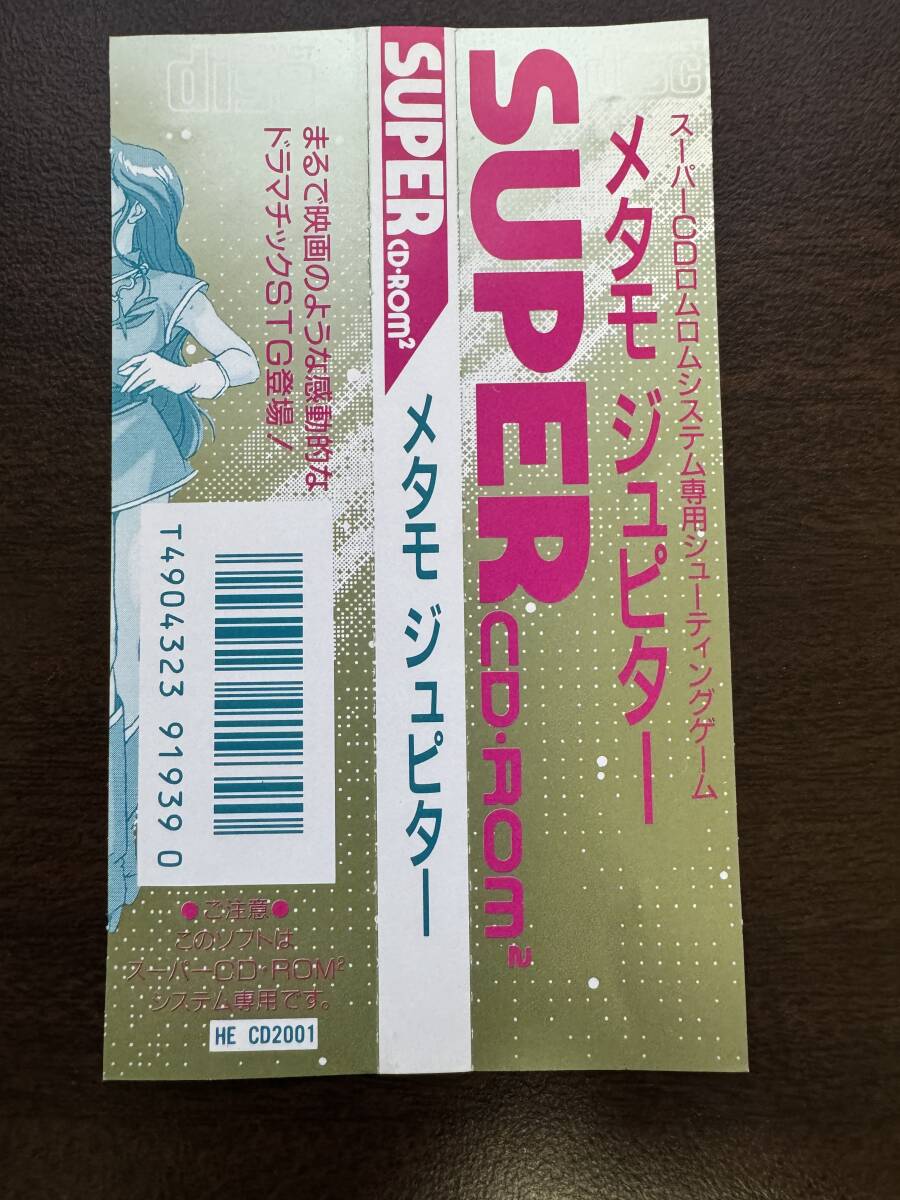 スーパーCDロムロムシステム専用シューティングゲーム
メタモ ジュピター
SUPER
CD·ROM²
SUPER
CD·ROM²
メタモ ジュピター
まるで映画のような感動的な
ドラマチックSTG登場!
T4904323 91939 0
●ご注意●
このソフトは
スーパーCD·ROM²
システム専用です。
HE CD2001